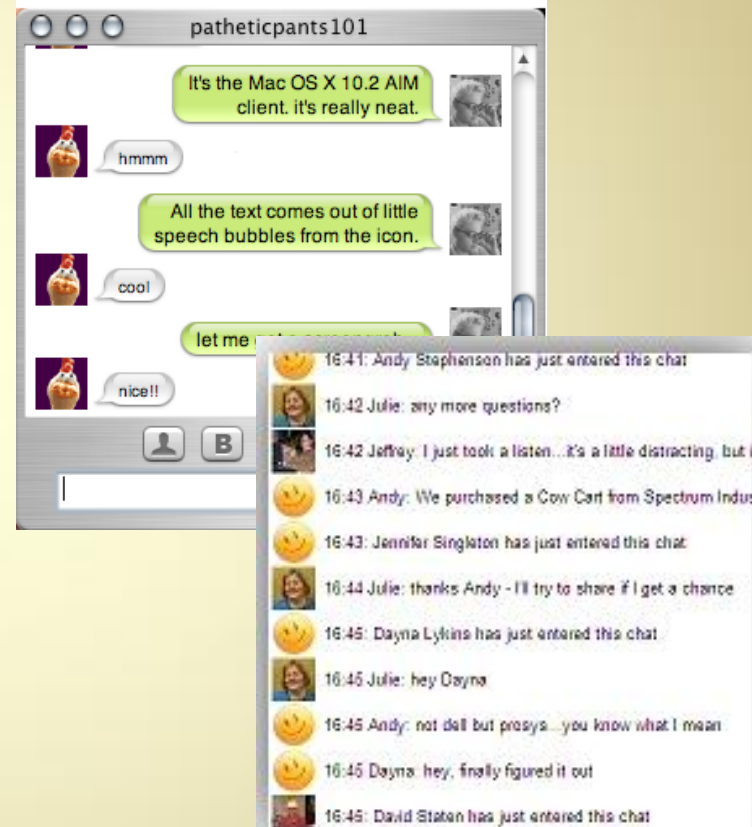 patheticpants101
It's the Mac OS X 10.2 AIM
client. it's really neat.
hmmm
All the text comes out of little
speech bubbles from the icon.
cool
let me
nice!!
B
16:41: Andy Stephenson has just entered this chat
16:42 Julie: any more questions?
16:42 Jeffrey: I just took a listen...it's a little distracting, but
16:43 Andy: We purchased a Cow Cart from Spectrum Indus
16:43: Jennifer Singleton has just entered this chat
16:44 Julie: thanks Andy - I'll try to share if I get a chance
16:45: Dayna Lykins has just entered this chat
16:45 Julie: hey Dayna
16:45 Andy: not dell but prosys...you know what I mean
16:45 Dayna: hey, finally figured it out
16:45: David Staten has just entered this chat